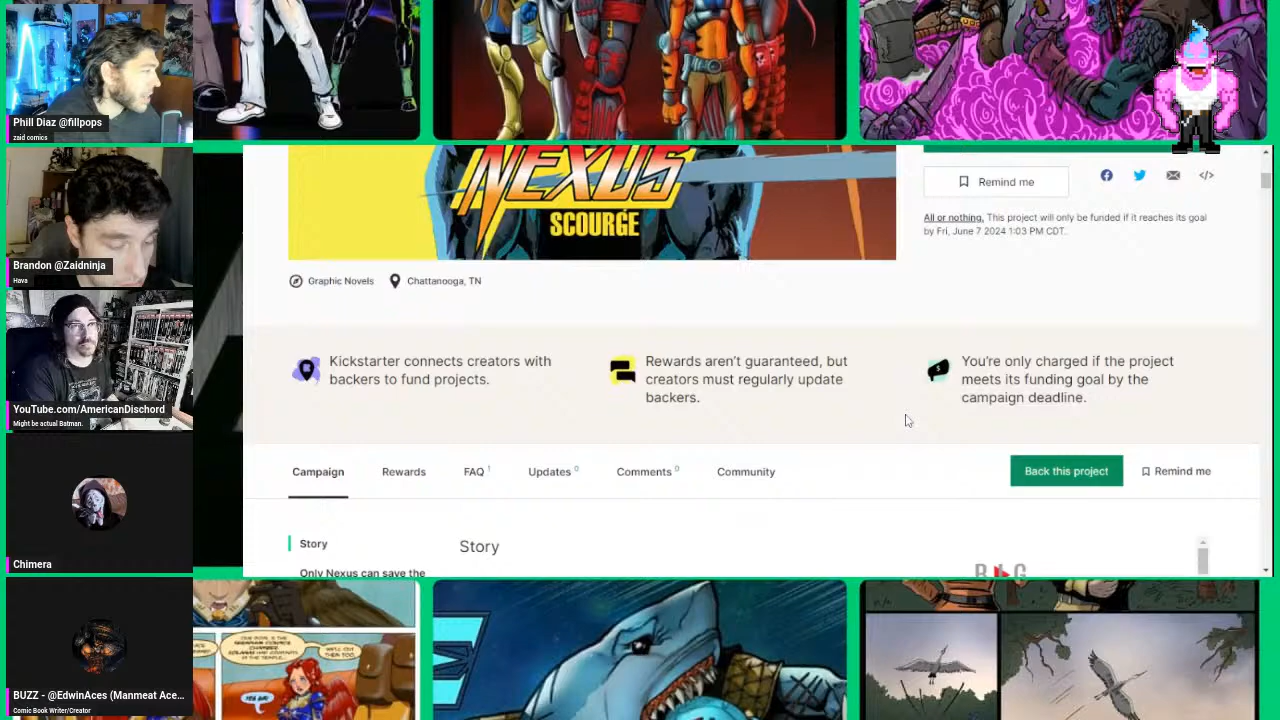 Phill Diaz @fillpops
zaid comics
Brandon @Zaidninja
Hava
YouTube.com/AmericanDischord
Might be actual Batman.
Chimera
BUZZ - @EdwinAces (Manmeat Ace...
Comic Book Writer/Creator
NEXUS
SCOURGE
Graphic Novels
Chattanooga, TN
Remind me
</>
All or nothing. This project will only be funded if it reaches its goal
by Fri, June 7 2024 1:03 PM CDT.
Kickstarter connects creators with
backers to fund projects.
Rewards aren't guaranteed, but
creators must regularly update
backers.
You're only charged if the project
meets its funding goal by the
campaign deadline.
Campaign
Rewards
FAQ 1
Updates 0
Comments 0
Community
Back this project
Remind me
Story
Only Nexus can save the
Story